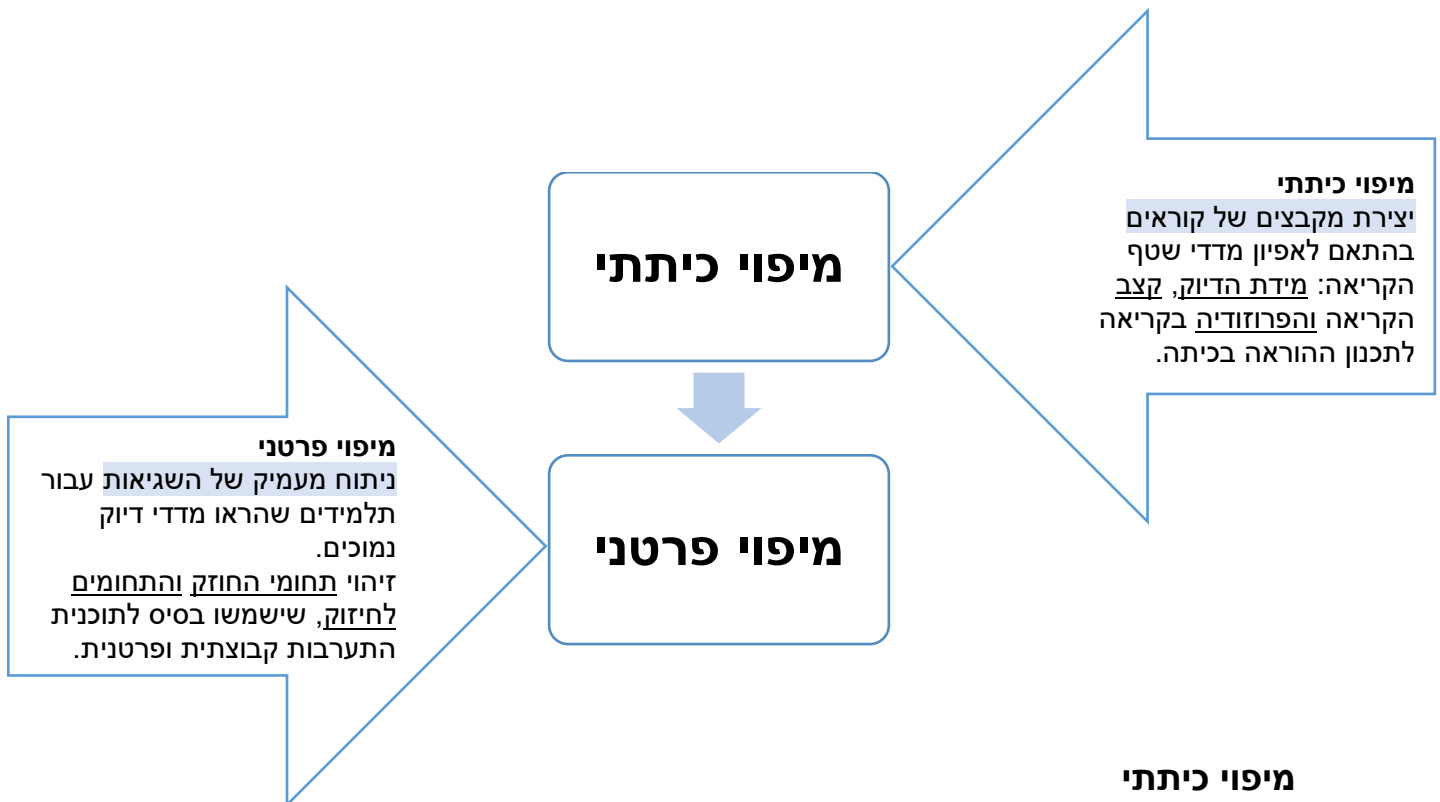 מיפוי כיתתי
יצירת מקבצים של קוראים
בהתאם לאפיון מדדי שטף
הקריאה: מידת הדיוק, קצב
הקריאה והפרוזודיה בקריאה
לתכנון ההוראה בכיתה.
מיפוי כיתתי
מיפוי פרטני
ניתוח מעמיק של השגיאות עבור
תלמידים שהראו מדדי דיוק
נמוכים.
זיהוי תחומי החוזק והתחומים
לחיזוק, שישמשו בסיס לתוכנית
התערבות קבוצתית ופרטנית.
מיפוי פרטני
מיפוי כיתתי